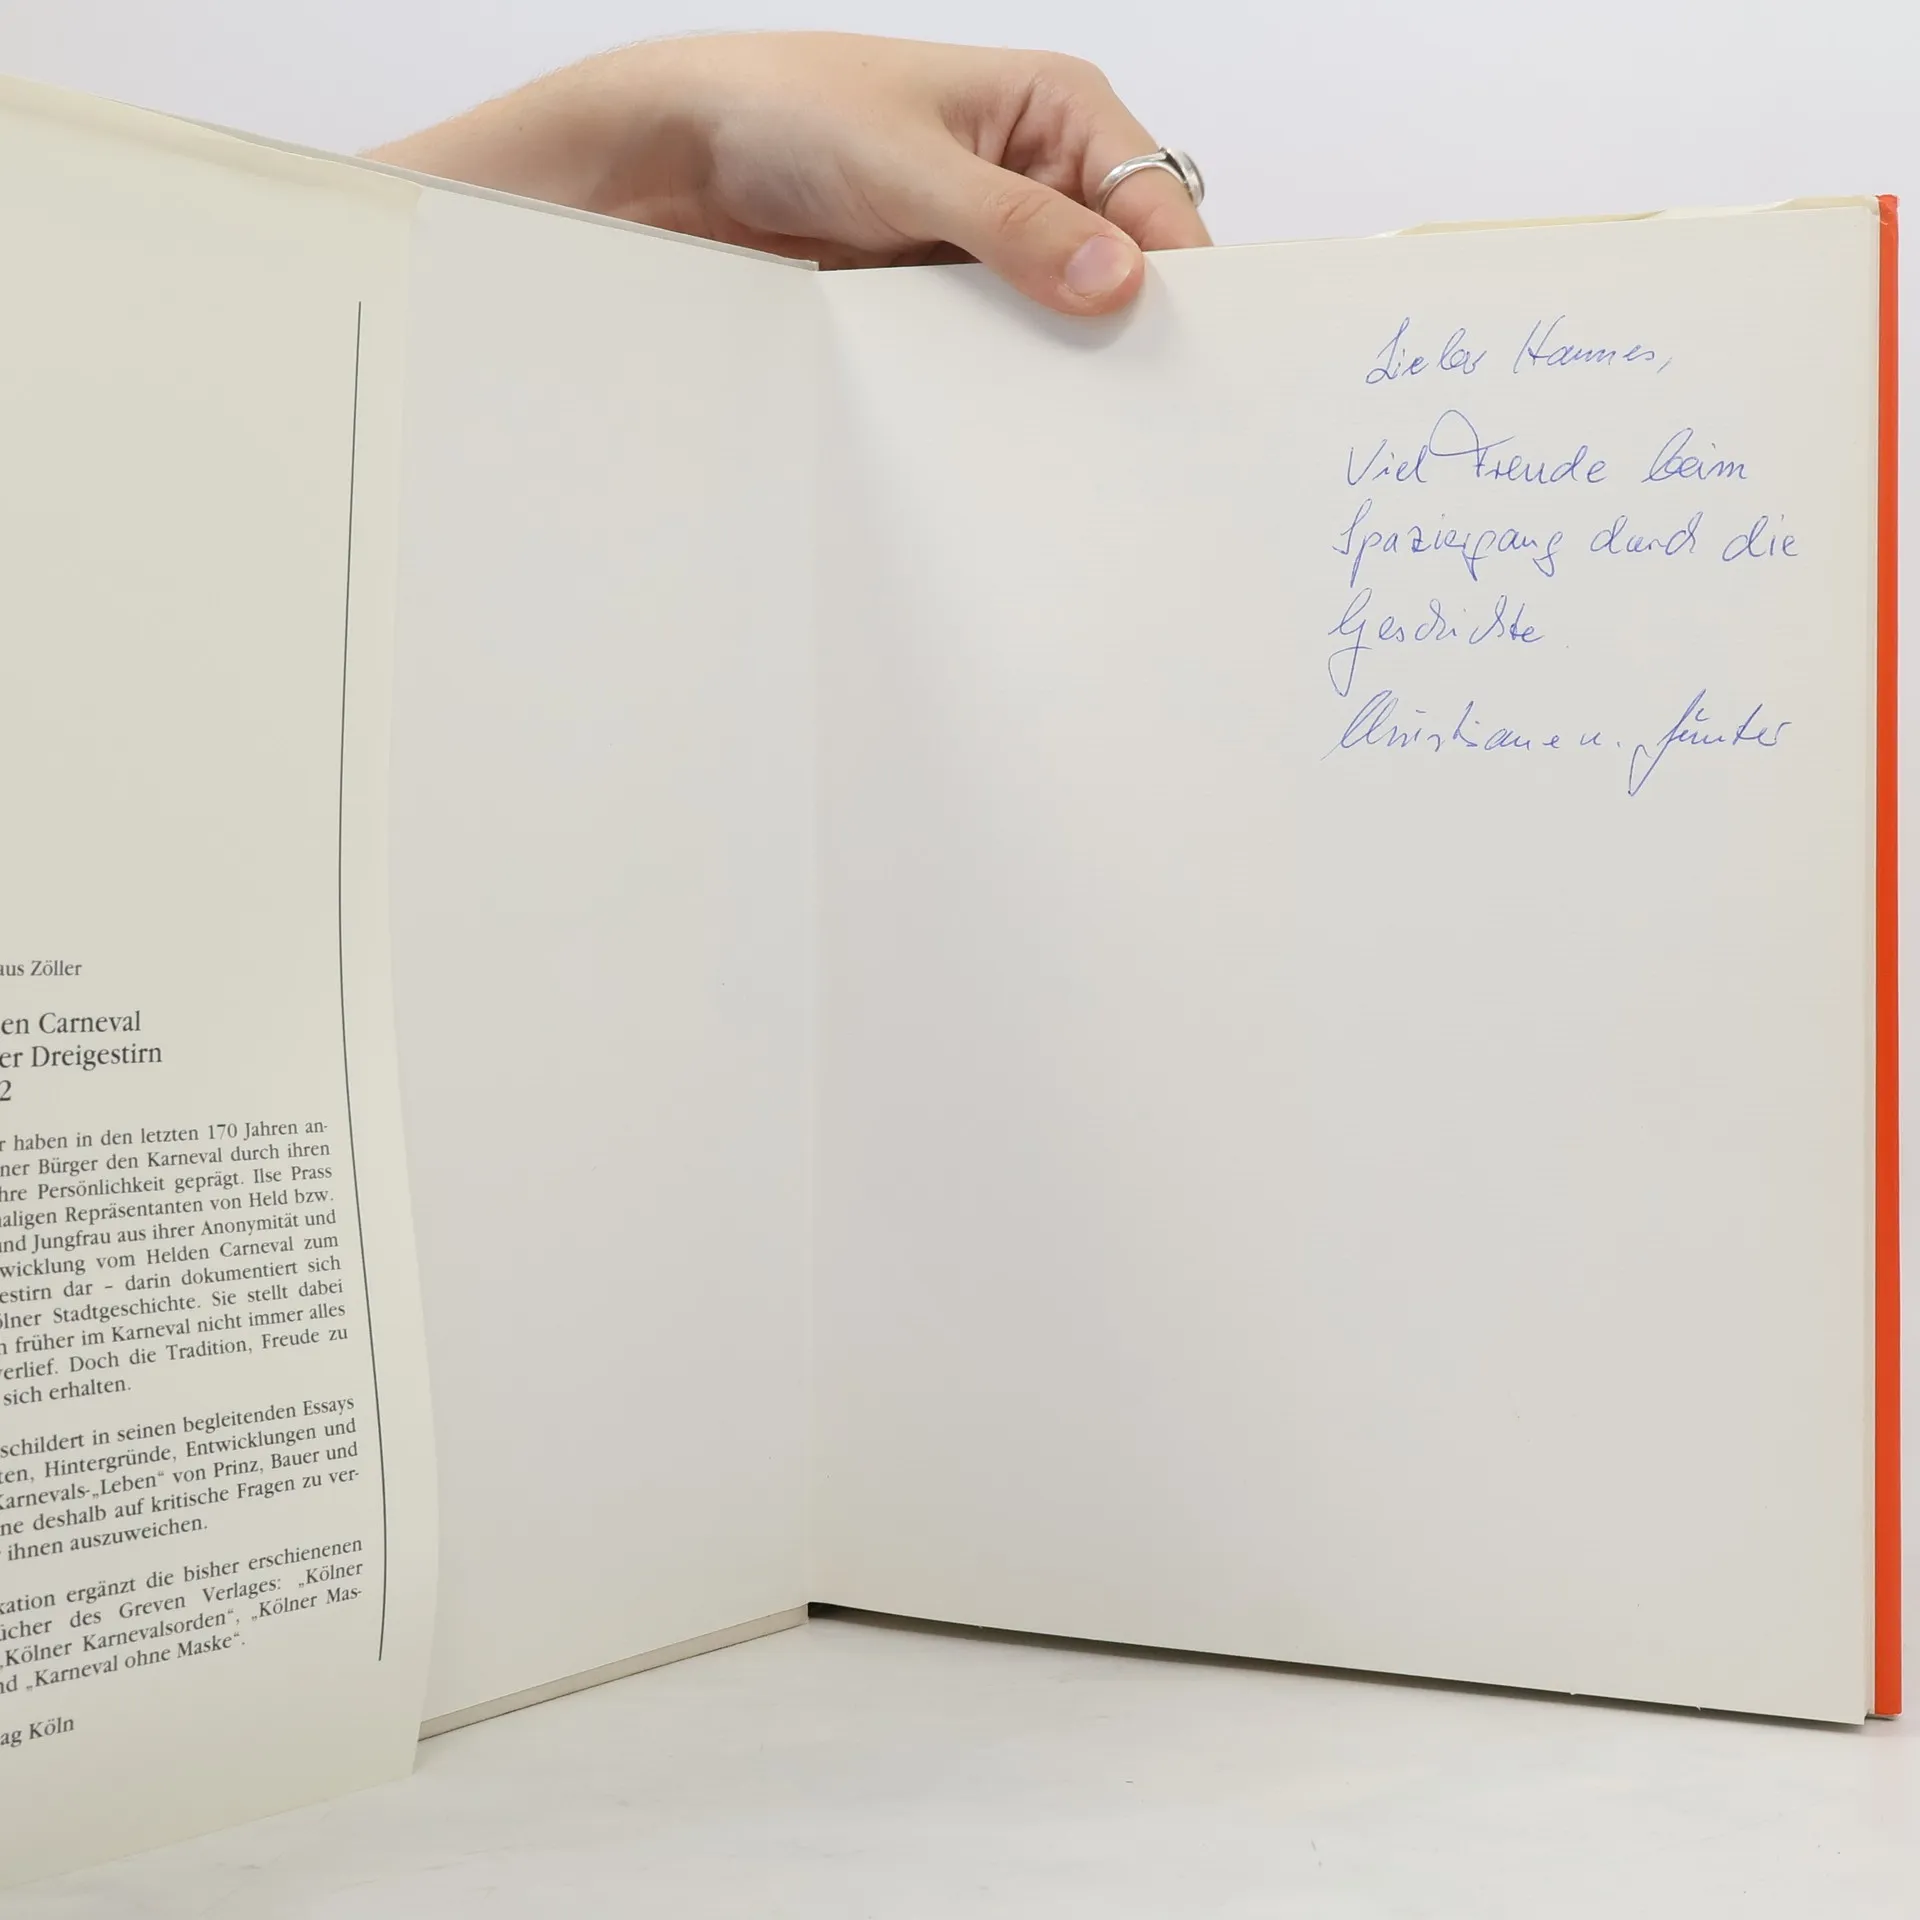 aus Zöller
en Carneval
er Dreigestirn
2
r haben in den letzten 170 Jahren an-
ner Bürger den Karneval durch ihren
hre Persönlichkeit geprägt. Ilse Prass
aligen Repräsentanten von Held bzw.
und Jungfrau aus ihrer Anonymität und
wicklung vom Helden Carneval zum
estirn dar – darin dokumentiert sich
ölner Stadtgeschichte. Sie stellt dabei
n früher im Karneval nicht immer alles
verlief. Doch die Tradition, Freude zu
sich erhalten.
schildert in seinen begleitenden Essays
ten, Hintergründe, Entwicklungen und
Karnevals-„Leben“ von Prinz, Bauer und
ne deshalb auf kritische Fragen zu ver-
ihnen auszuweichen.
kation ergänzt die bisher erschienenen
ücher des Greven Verlages: „Kölner
„Kölner Karnevalsorden“, „Kölner Mas-
nd „Karneval ohne Maske“.
ag Köln
Lieber Hannes,
Viel Freude beim
Spaziergang durch die
Geschichte.
Christiane u. Günter